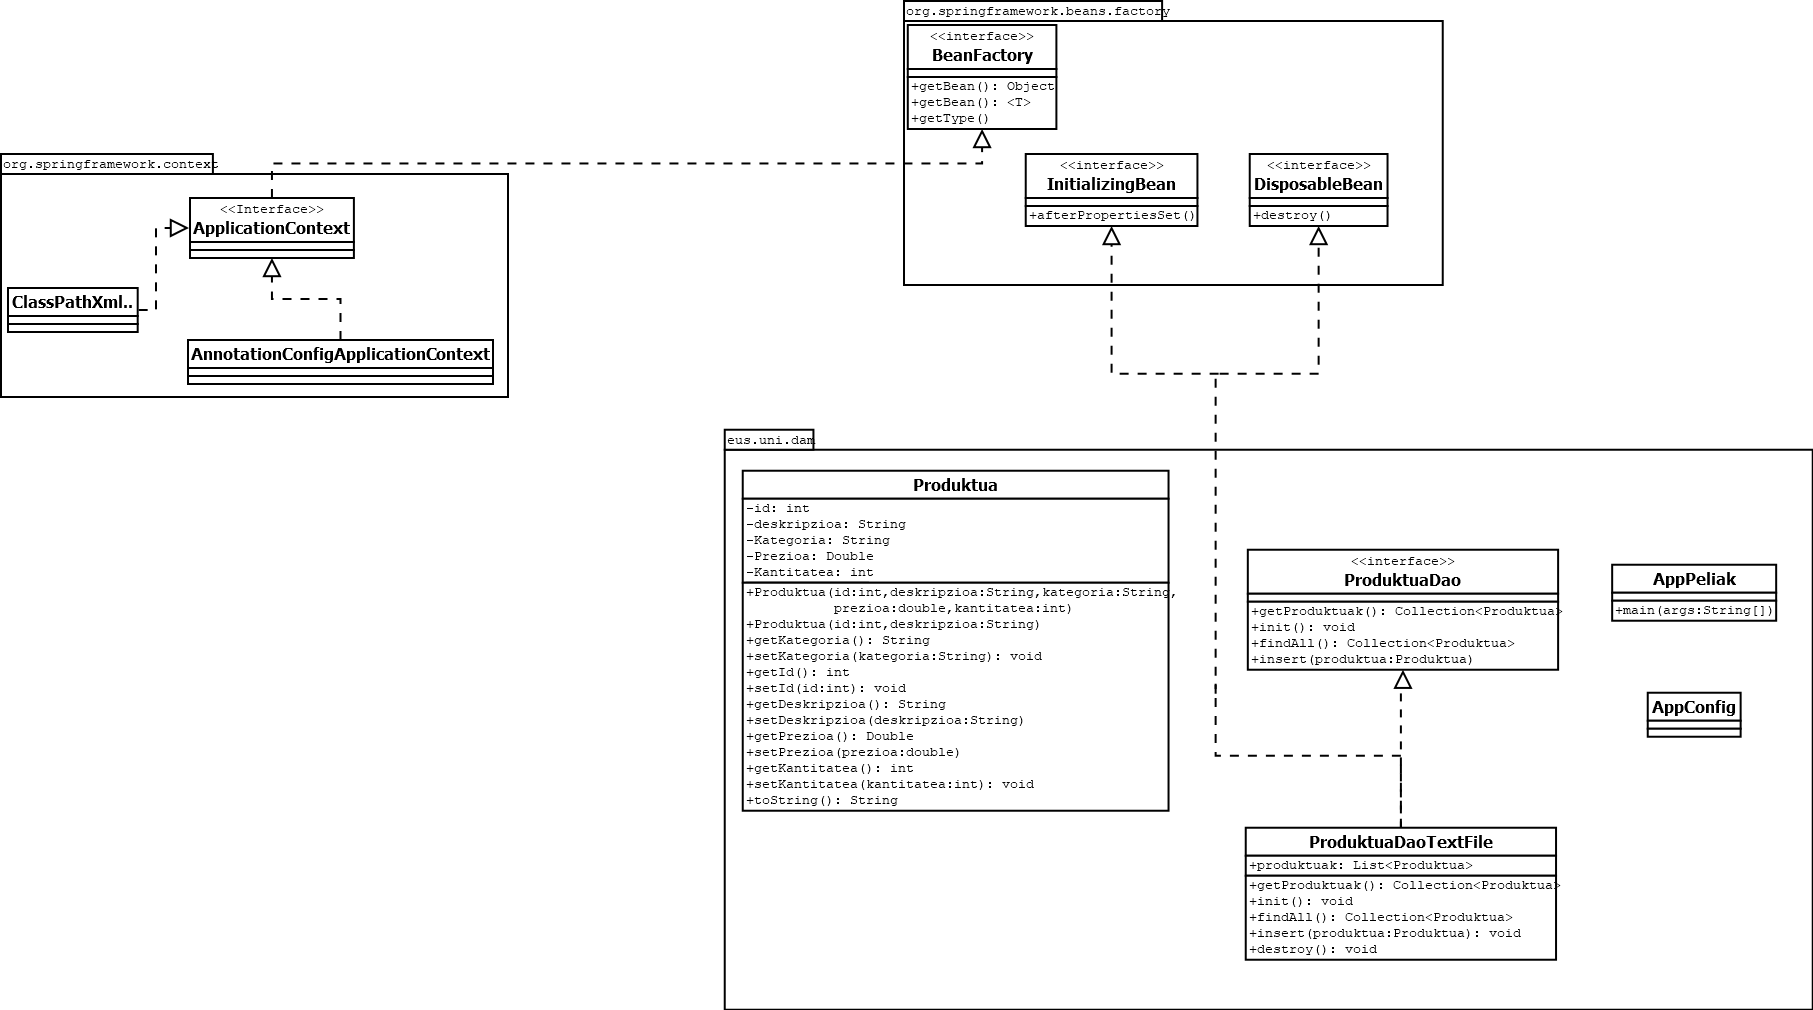 org.springframework.beans.factory
<<interface>>
BeanFactory
+getBean(): Object
+getBean(): <T>
+getType()
<<interface>>
InitializingBean
+afterPropertiesSet()
<<interface>>
DisposableBean
+destroy()
org.springframework.context
<<Interface>>
ApplicationContext
ClassPathXml..
AnnotationConfigApplicationContext
eus.uni.dam
Produktua
-id: int
-deskripzioa: String
-Kategoria: String
-Prezioa: Double
-Kantitatea: int
+Produktua(id:int,deskripzioa:String,kategoria:String,
prezioa:double,kantitatea:int)
+Produktua(id:int,deskripzioa:String)
+getKategoria(): String
+setKategoria(kategoria:String): void
+getId(): int
+setId(id:int): void
+getDeskripzioa(): String
+setDeskripzioa(deskripzioa:String)
+getPrezioa(): Double
+setPrezioa(prezioa:double)
+getKantitatea(): int
+setKantitatea(kantitatea:int): void
+toString(): String
<<interface>>
ProduktuaDao
+getProduktuak(): Collection<Produktua>
+init(): void
+findAll(): Collection<Produktua>
+insert(produktua:Produktua)
AppPeliak
+main(args:String[])
AppConfig
ProduktuaDaoTextFile
+produktuak: List<Produktua>
+getProduktuak(): Collection<Produktua>
+init(): void
+findAll(): Collection<Produktua>
+insert(produktua:Produktua): void
+destroy(): void